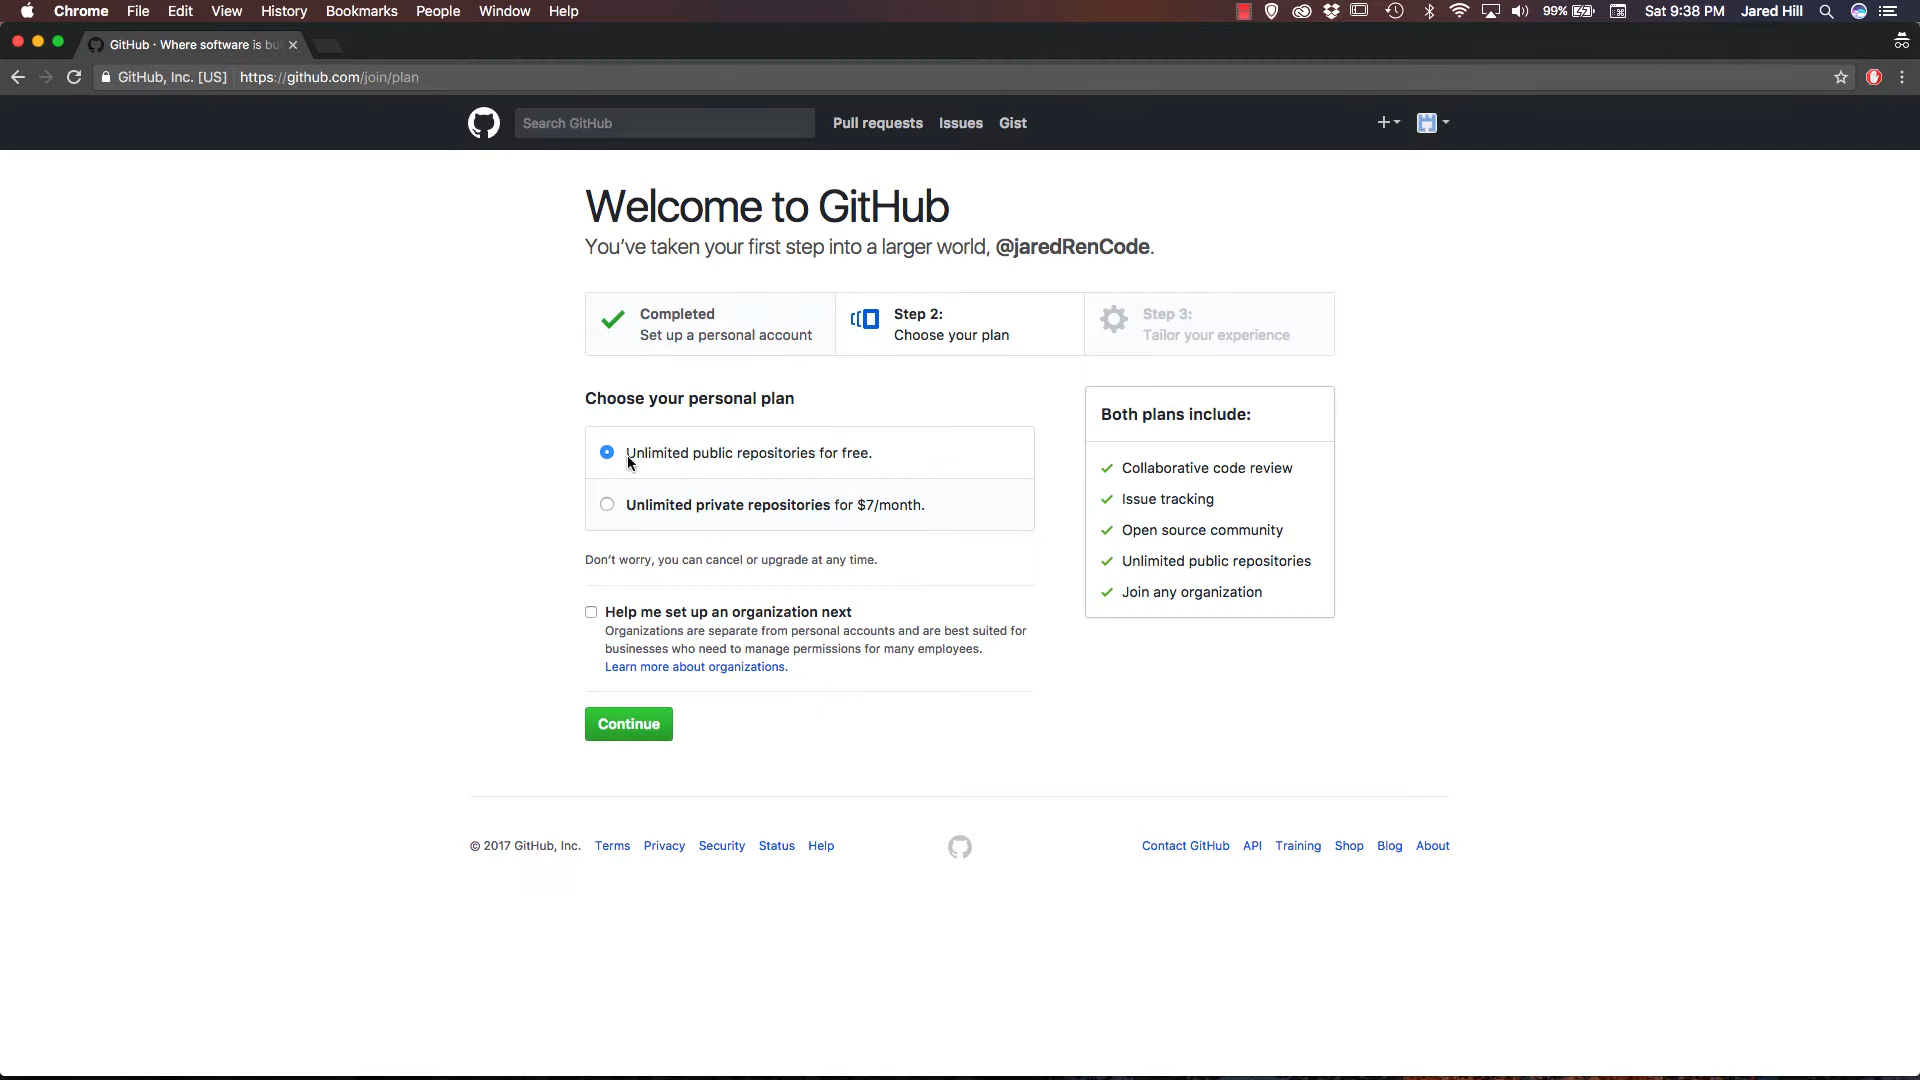 Chrome File Edit View History Bookmarks People Window Help 99% Sat 9:38 PM Jared Hill
GitHub · Where software is bu
GitHub, Inc. [US] https://github.com/join/plan
Search GitHub Pull requests Issues Gist
Welcome to GitHub
You’ve taken your first step into a larger world, @jaredRenCode.
Completed
Set up a personal account
Step 2:
Choose your plan
Step 3:
Tailor your experience
Choose your personal plan
Unlimited public repositories for free.
Unlimited private repositories for $7/month.
Don’t worry, you can cancel or upgrade at any time.
Help me set up an organization next
Organizations are separate from personal accounts and are best suited for
businesses who need to manage permissions for many employees.
Learn more about organizations.
Continue
Both plans include:
Collaborative code review
Issue tracking
Open source community
Unlimited public repositories
Join any organization
© 2017 GitHub, Inc. Terms Privacy Security Status Help Contact GitHub API Training Shop Blog About